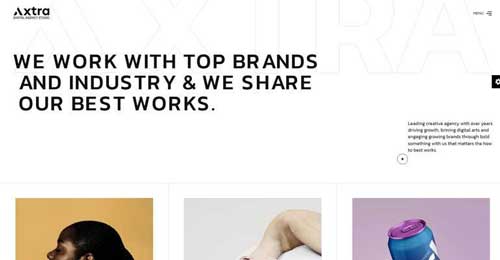 Axtra
DIGITAL AGENCY STUDIO
MENU
WE WORK WITH TOP BRANDS
AND INDUSTRY & WE SHARE
OUR BEST WORKS.
Leading creative agency with over years
driving growth, brining digital arts and
engaging growing brands through bold
something with us that matters the how
to best works